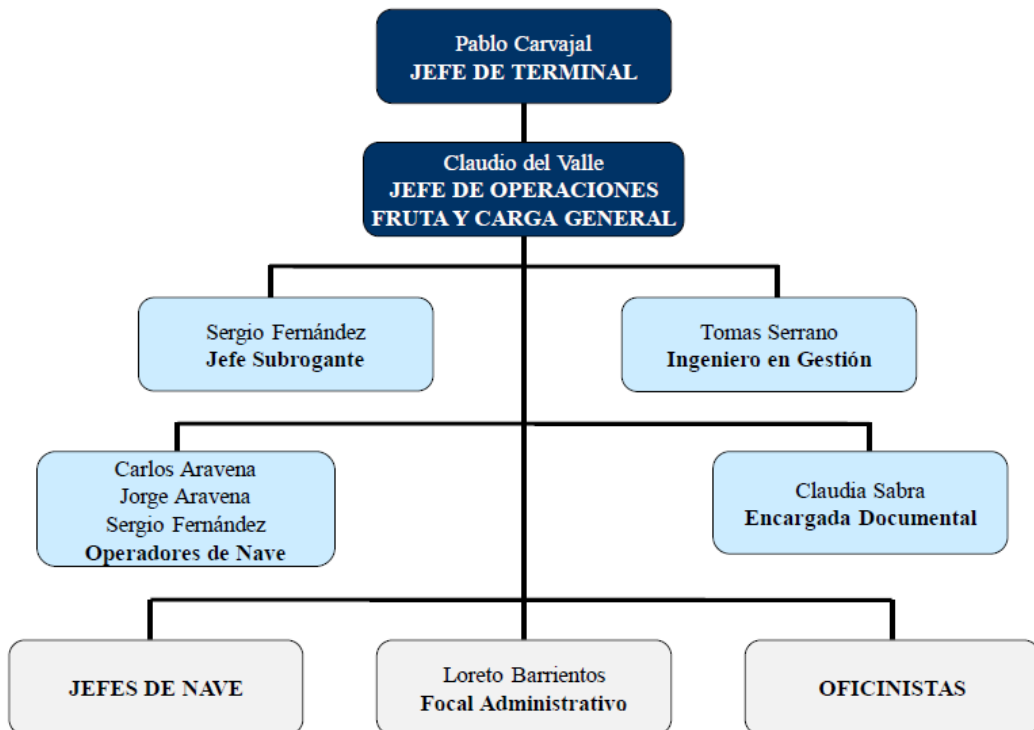 Pablo Carvajal
JEFE DE TERMINAL
Claudio del Valle
JEFE DE OPERACIONES
FRUTA Y CARGA GENERAL
Sergio Fernández
Jefe Subrogante
Tomas Serrano
Ingeniero en Gestión
Carlos Aravena
Jorge Aravena
Sergio Fernández
Operadores de Nave
Claudia Sabra
Encargada Documental
JEFES DE NAVE
Loreto Barrientos
Focal Administrativo
OFICINISTAS